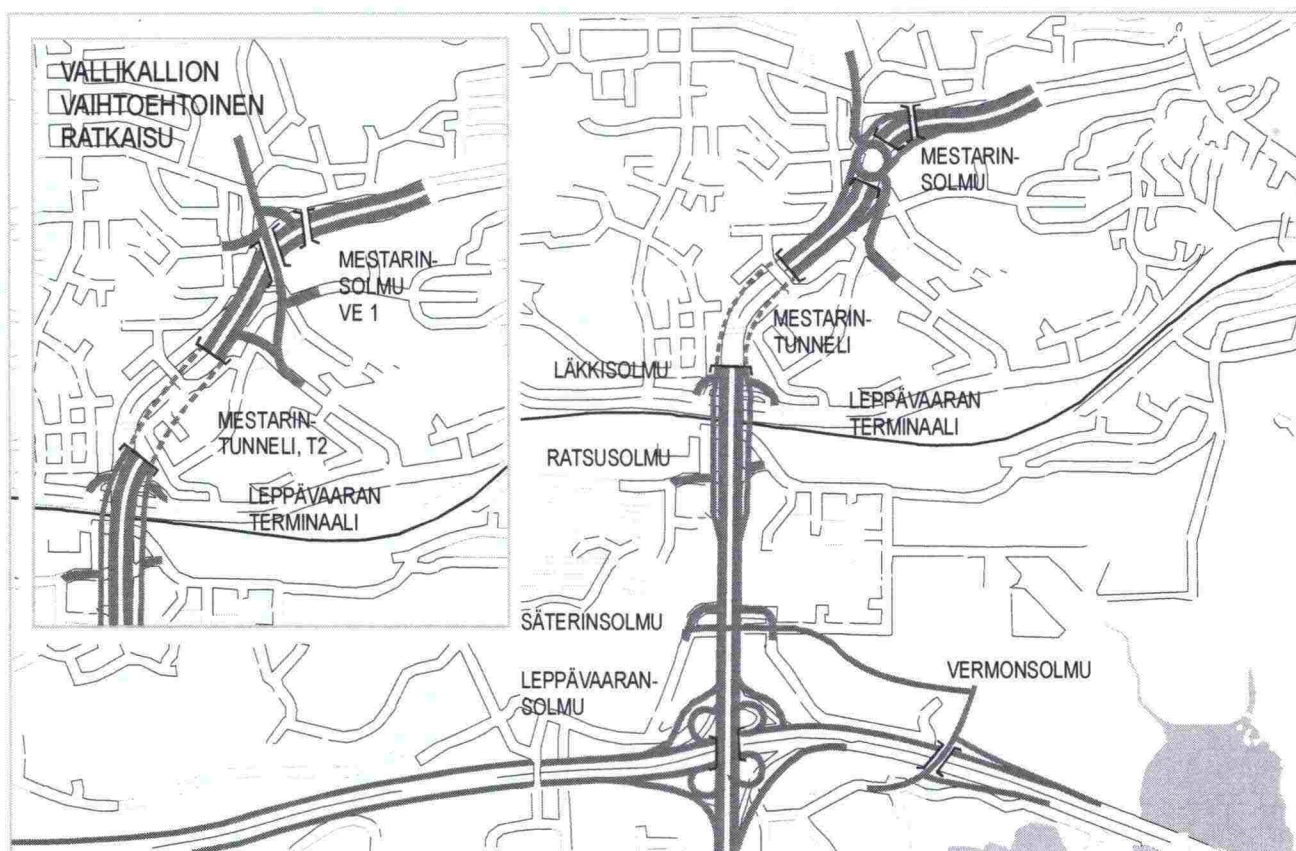 VALLIKALLION
VAIHTOEHTOINEN
RATKAISU
MESTARIN-
SOLMU
VE 1
MESTARIN-
TUNNELI, T2
LEPPÄVAARAN
TERMINAALI
MESTARIN-
SOLMU
MESTARIN-
TUNNELI
LÄKKISOLMU
LEPPÄVAARAN
TERMINAALI
RATSUSOLMU
SÄTERINSOLMU
LEPPÄVAARAN-
SOLMU
VERMONSOLMU